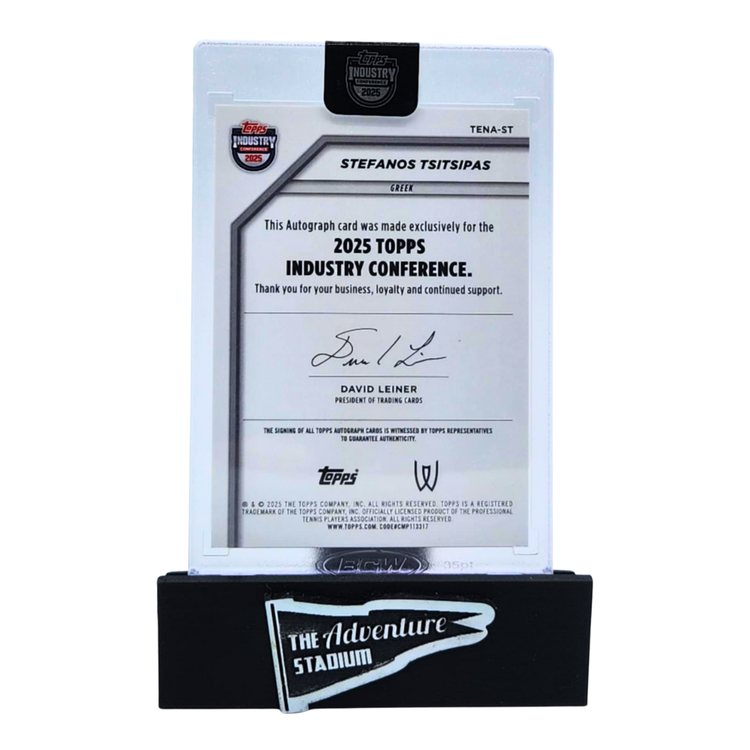 Topps
INDUSTRY
CONFERENCE
2025
TENA-ST
Topps
INDUSTRY
CONFERENCE
2025
STEFANOS TSITSIPAS
GREEK
This Autograph card was made exclusively for the
2025 TOPPS
INDUSTRY CONFERENCE.
Thank you for your business, loyalty and continued support.
DAVID LEINER
PRESIDENT OF TRADING CARDS
THE SIGNING OF ALL TOPPS AUTOGRAPH CARDS IS WITNESSED BY TOPPS REPRESENTATIVES
TO GUARANTEE AUTHENTICITY.
Topps
W
® & © 2025 THE TOPPS COMPANY, INC. ALL RIGHTS RESERVED. TOPPS IS A REGISTERED
TRADEMARK OF THE TOPPS COMPANY, INC. OFFICIALLY LICENSED PRODUCT OF THE PROFESSIONAL
TENNIS PLAYERS ASSOCIATION. ALL RIGHTS RESERVED.
WWW.TOPPS.COM. CODE#CMP113317
BCW 35pt
THE Adventure
STADIUM